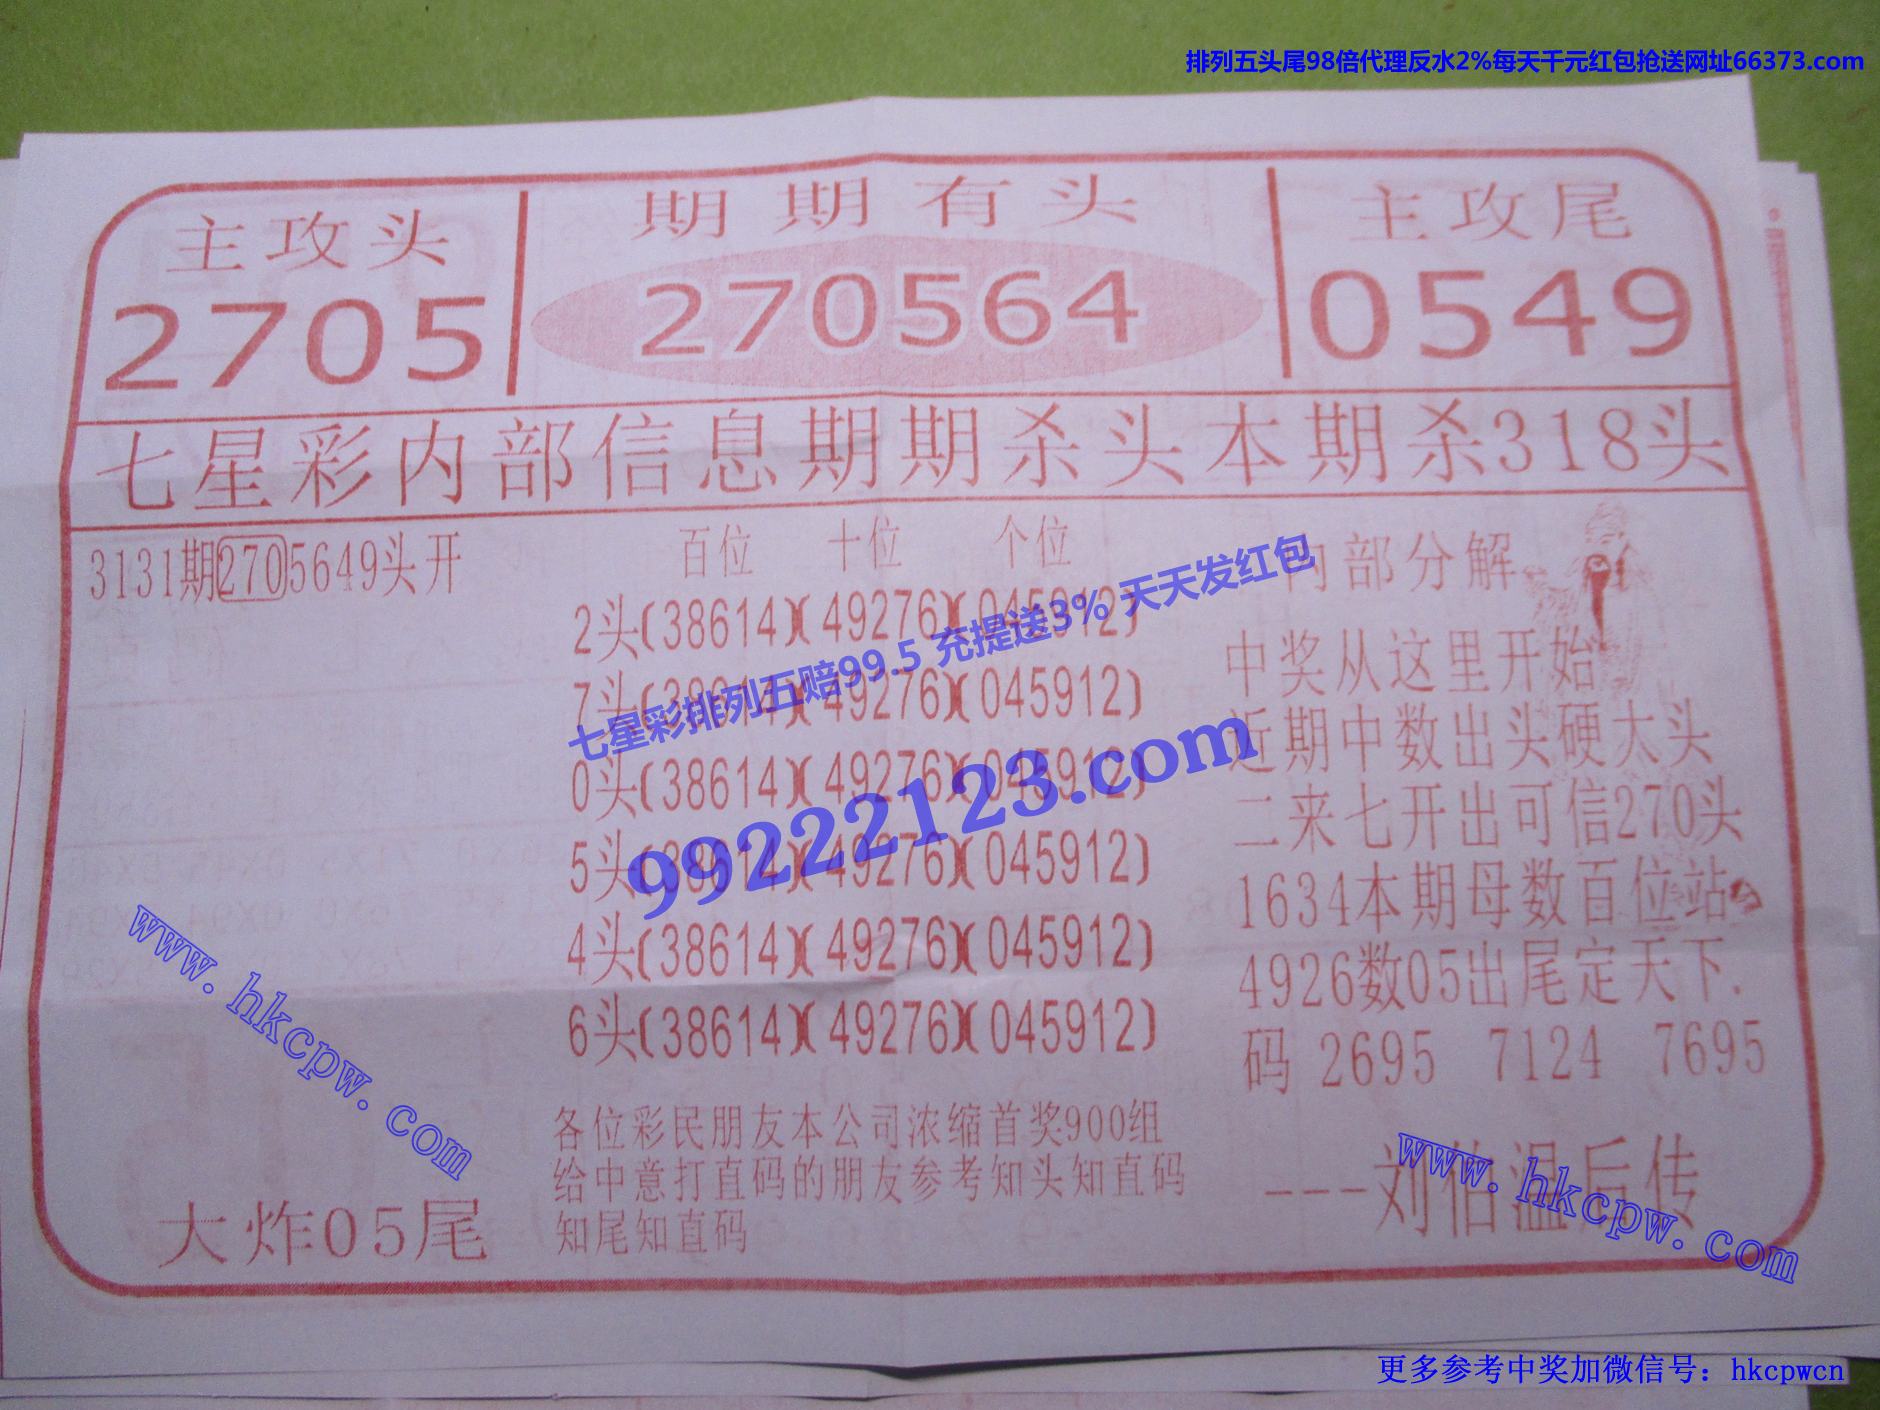 排列五头尾98倍代理反水2%每天千元红包抢送网址66373.com
主攻头
期期有头
主攻尾
2705
270564
0549
七星彩内部信息期期杀头本期杀318头
3131期2705649头开
百位 十位 个位
2头(38614)(49276)(045912)
7头(38614)(49276)(045912)
0头(38614)(49276)(045912)
5头(38614)(49276)(045912)
4头(38614)(49276)(045912)
6头(38614)(49276)(045912)
内部分解
中奖从这里开始
近期中数出头硬太头
二来七开出可信270头
1634本期母数百位站
4926数05出尾定天下.
码 2695 7124 7695
---刘伯温后传
各位彩民朋友本公司浓缩首奖900组
给中意打直码的朋友参考知头知直码
知尾知直码
大炸05尾
七星彩排列五赔99.5 充提送3% 天天发红包
99222123.com
www.hkcpw.com
www.hkcpw.com
更多参考中奖加微信号：hkcpwcn